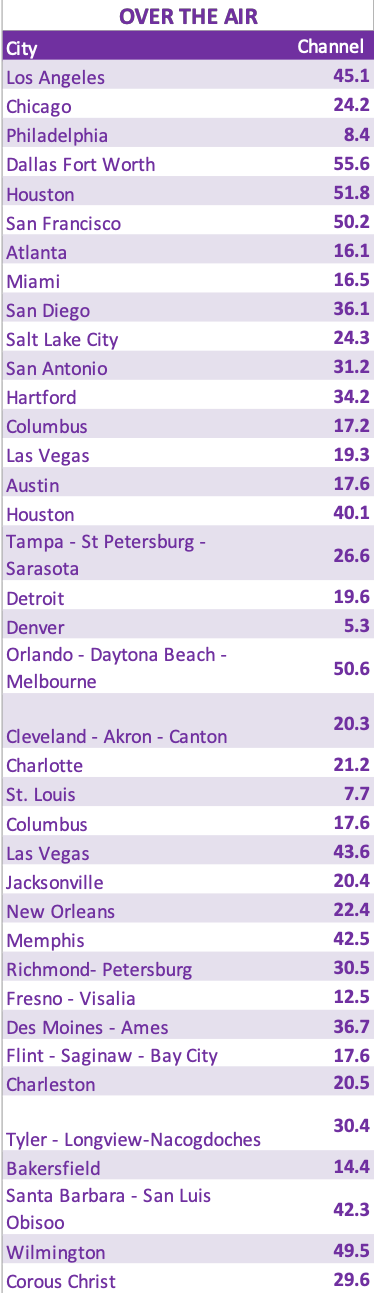 OVER THE AIR
City Channel
Los Angeles 45.1
Chicago 24.2
Philadelphia 8.4
Dallas Fort Worth 55.6
Houston 51.8
San Francisco 50.2
Atlanta 16.1
Miami 16.5
San Diego 36.1
Salt Lake City 24.3
San Antonio 31.2
Hartford 34.2
Columbus 17.2
Las Vegas 19.3
Austin 17.6
Houston 40.1
Tampa - St Petersburg -
Sarasota 26.6
Detroit 19.6
Denver 5.3
Orlando - Daytona Beach -
Melbourne 50.6
Cleveland - Akron - Canton 20.3
Charlotte 21.2
St. Louis 7.7
Columbus 17.6
Las Vegas 43.6
Jacksonville 20.4
New Orleans 22.4
Memphis 42.5
Richmond- Petersburg 30.5
Fresno - Visalia 12.5
Des Moines - Ames 36.7
Flint - Saginaw - Bay City 17.6
Charleston 20.5
Tyler - Longview-Nacogdoches 30.4
Bakersfield 14.4
Santa Barbara - San Luis
Obisoo 42.3
Wilmington 49.5
Corous Christ 29.6